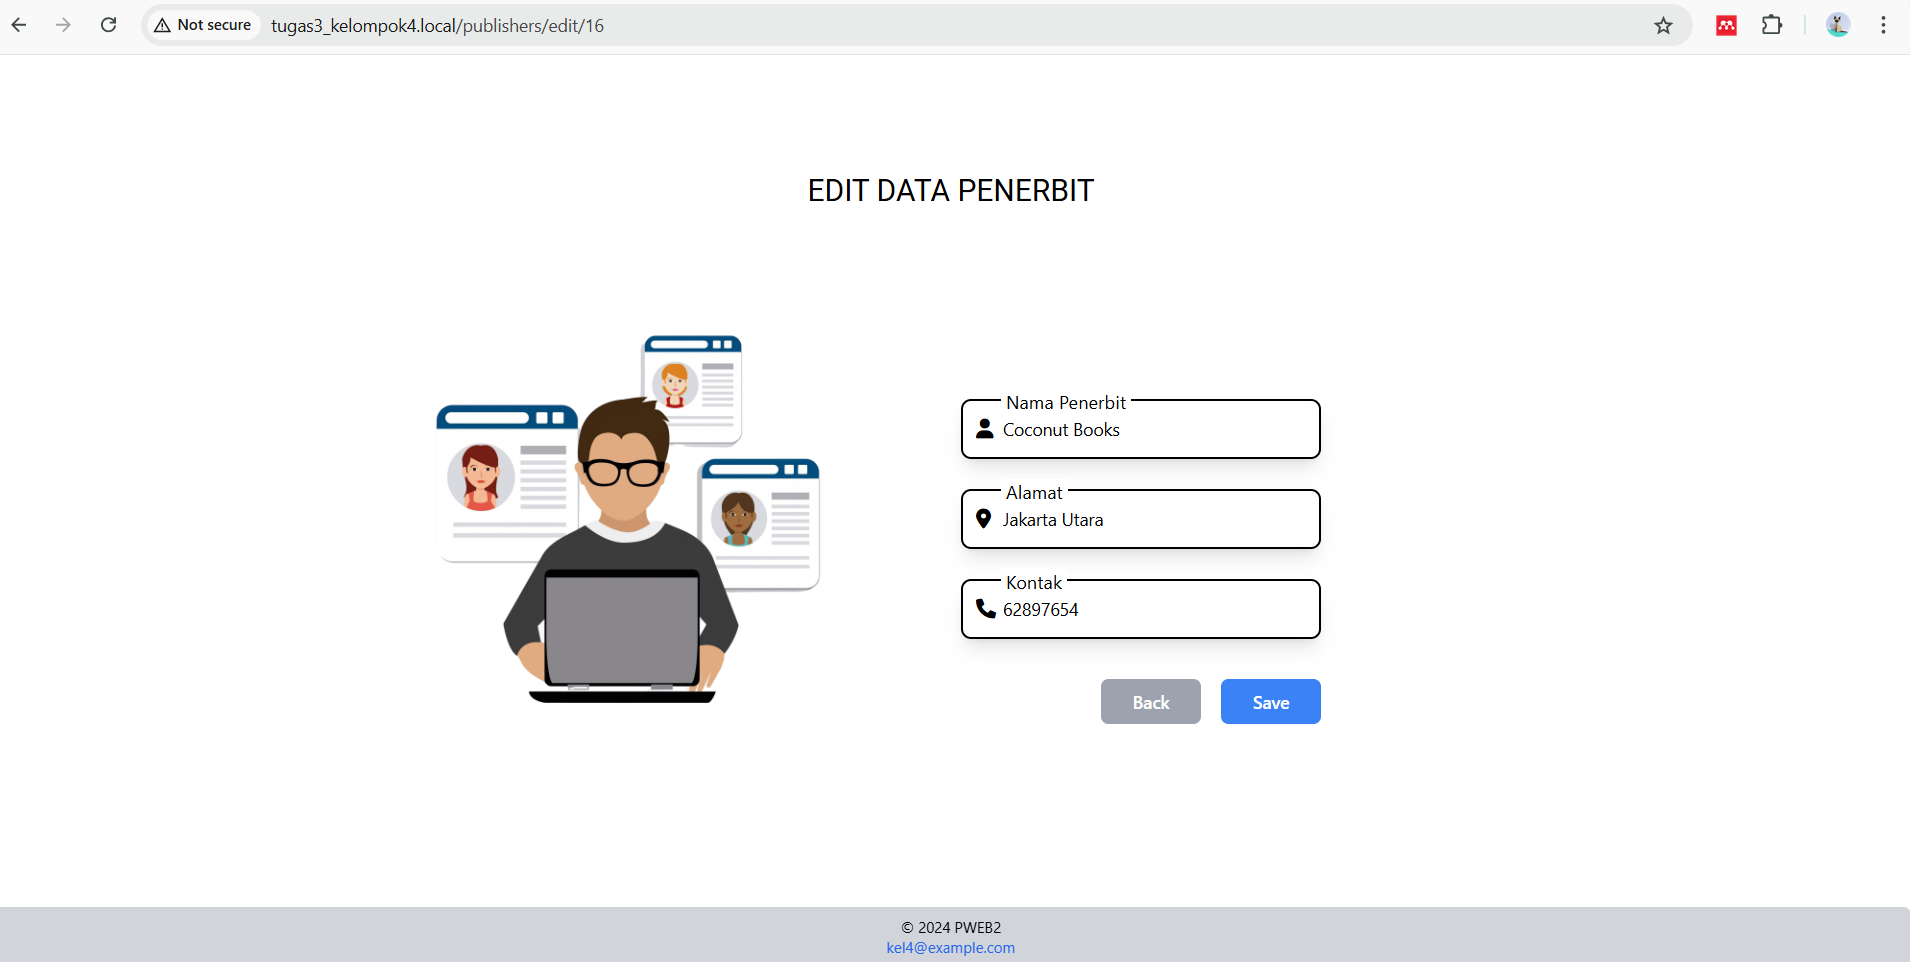 Not secure
tugas3_kelompok4.local/publishers/edit/16
EDIT DATA PENERBIT
Nama Penerbit
Coconut Books
Alamat
Jakarta Utara
Kontak
62897654
Back
Save
© 2024 PWEB2
kel4@example.com